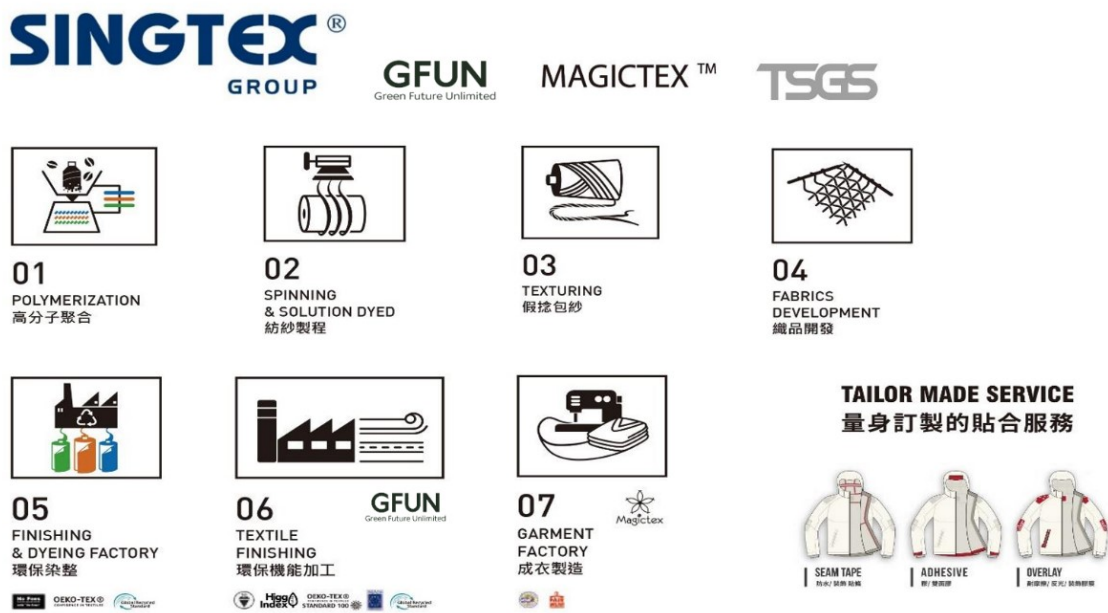 SINGTEX®
GROUP
GFUN
Green Future Unlimited
MAGICTEX ™
TSGS
01
POLYMERIZATION
高分子聚合
02
SPINNING
& SOLUTION DYED
紡紗製程
03
TEXTURING
假捻包紗
04
FABRICS
DEVELOPMENT
織品開發
05
FINISHING
& DYEING FACTORY
環保染整
OEKO-TEX®
06
TEXTILE
FINISHING
環保機能加工
GFUN
Green Future Unlimited
Higg
Index
OEKO-TEX®
STANDARD 100
07
GARMENT
FACTORY
成衣製造
Magictex
TAILOR MADE SERVICE
量身訂製的貼合服務
SEAM TAPE
ADHESIVE
OVERLAY